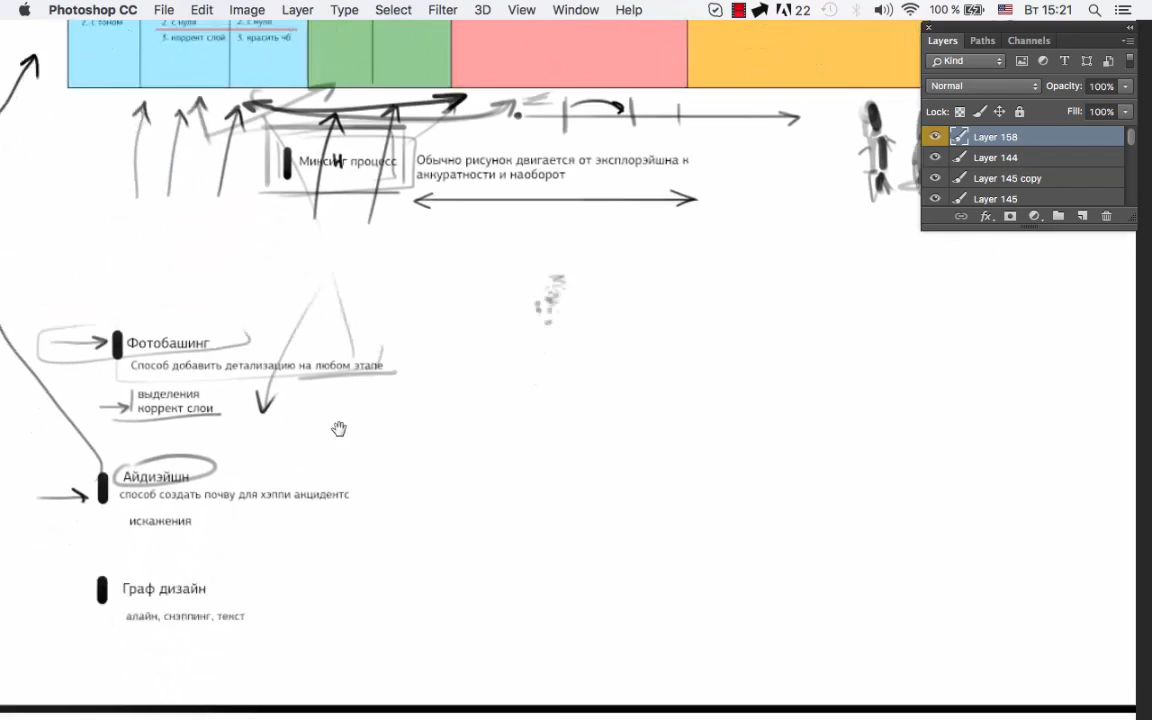 Photoshop CC File Edit Image Layer Type Select Filter 3D View Window Help 22 100 % Вт 15:21
2. с нуля
3. коррект слой 3. красить чб
Layers Paths Channels
Kind
Normal Opacity: 100%
Lock: Fill: 100%
Layer 158
Layer 144
Layer 145 copy
Layer 145
fx
Миксинг процесс
Обычно рисунок двигается от эксплорэйшна к
аккуратности и наоборот
Фотобашинг
Способ добавить детализацию на любом этапе
выделения
коррект слои
Айдиэйшн
способ создать почву для хэппи акцидентс
искажения
Граф дизайн
алайн, снэппинг, текст